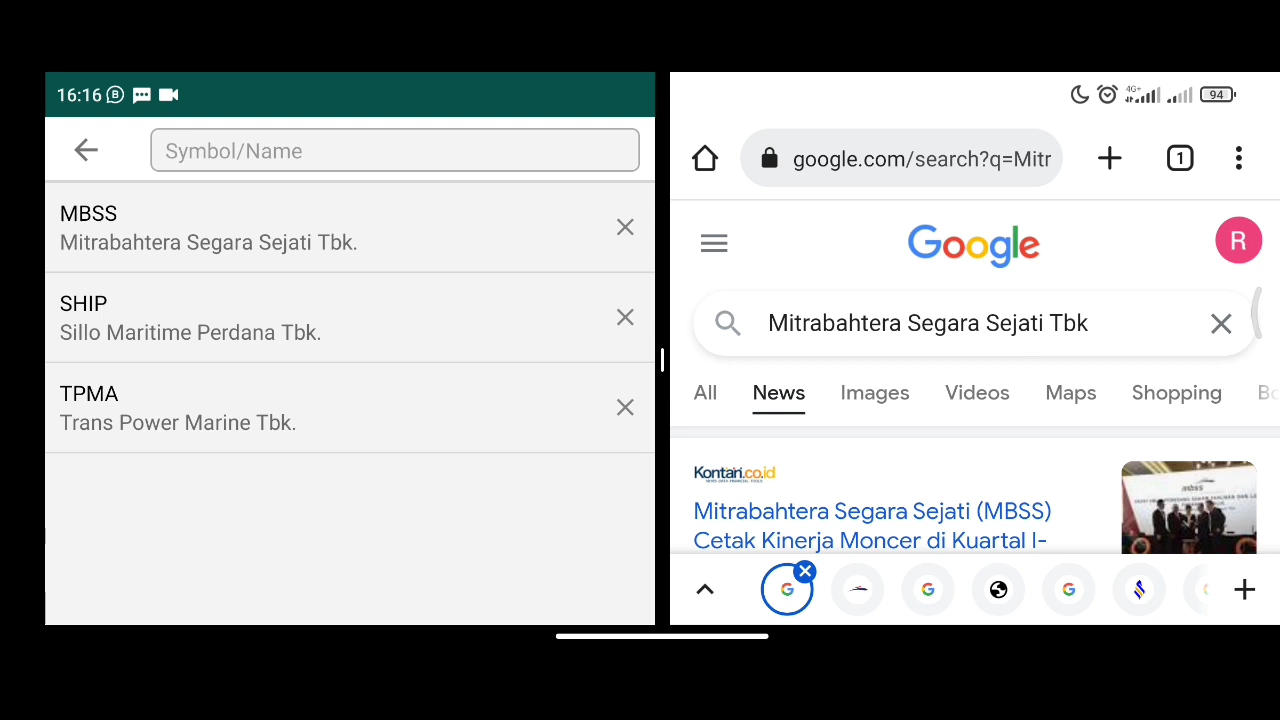 16:16
Symbol/Name
MBSS
Mitrabahtera Segara Sejati Tbk.
SHIP
Sillo Maritime Perdana Tbk.
TPMA
Trans Power Marine Tbk.
4G+
94
google.com/search?q=Mitr
1
Google
R
Mitrabahtera Segara Sejati Tbk
All News Images Videos Maps Shopping Bo
Kontan.co.id
Mitrabahtera Segara Sejati (MBSS)
Cetak Kinerja Moncer di Kuartal I-
mbss